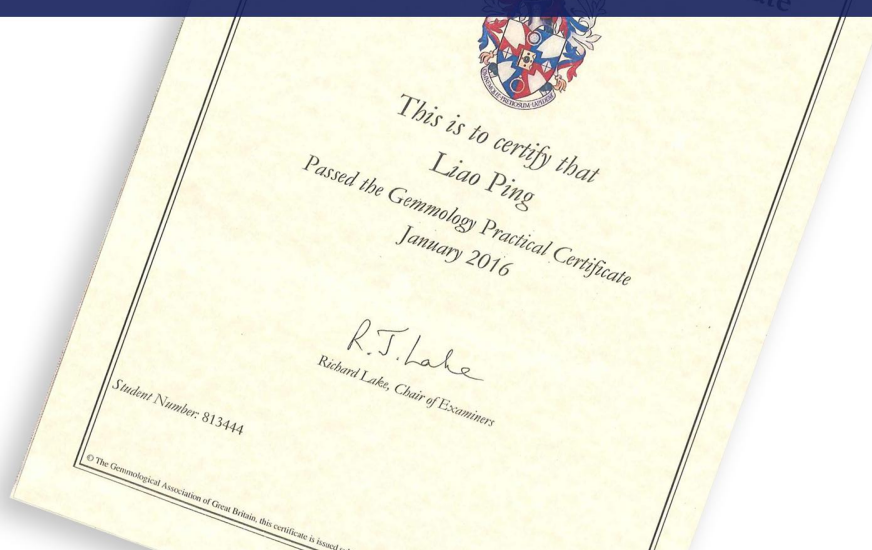 This is to certify that
Liao Ping
Passed the Gemmology Practical Certificate
January 2016
R.J. Lake
Richard Lake, Chair of Examiners
Student Number: 813444
© The Gemmological Association of Great Britain, this certificate is issued